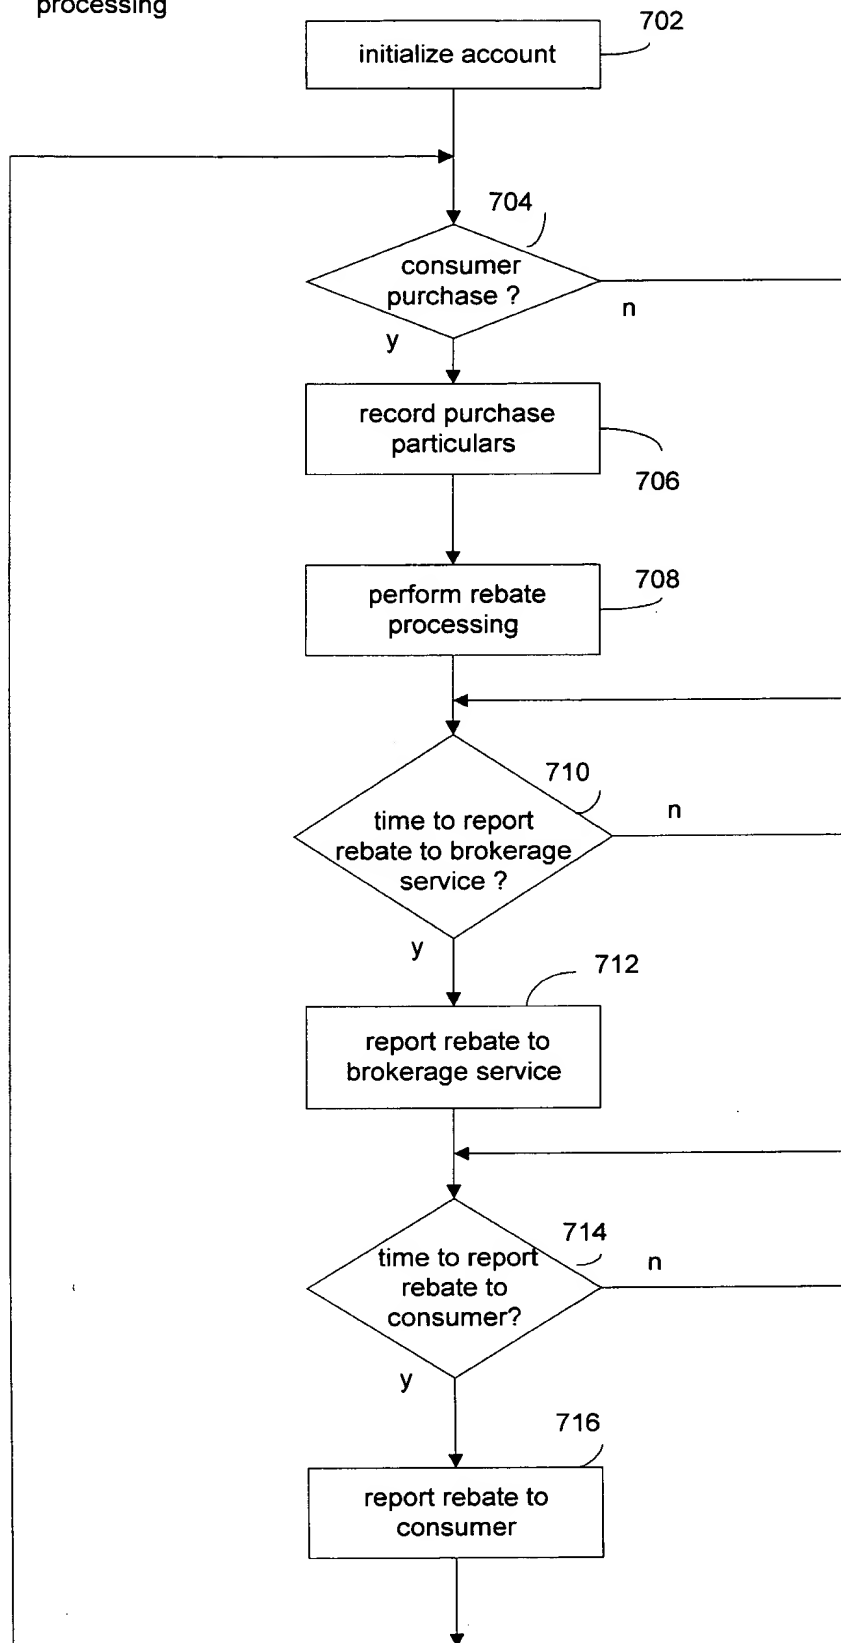 processing
702
initialize account
704
consumer
purchase ?
n
y
record purchase
particulars
706
708
perform rebate
processing
710
n
time to report
rebate to brokerage
service ?
y
712
report rebate to
brokerage service
714
time to report
rebate to
consumer?
n
y
716
report rebate to
consumer